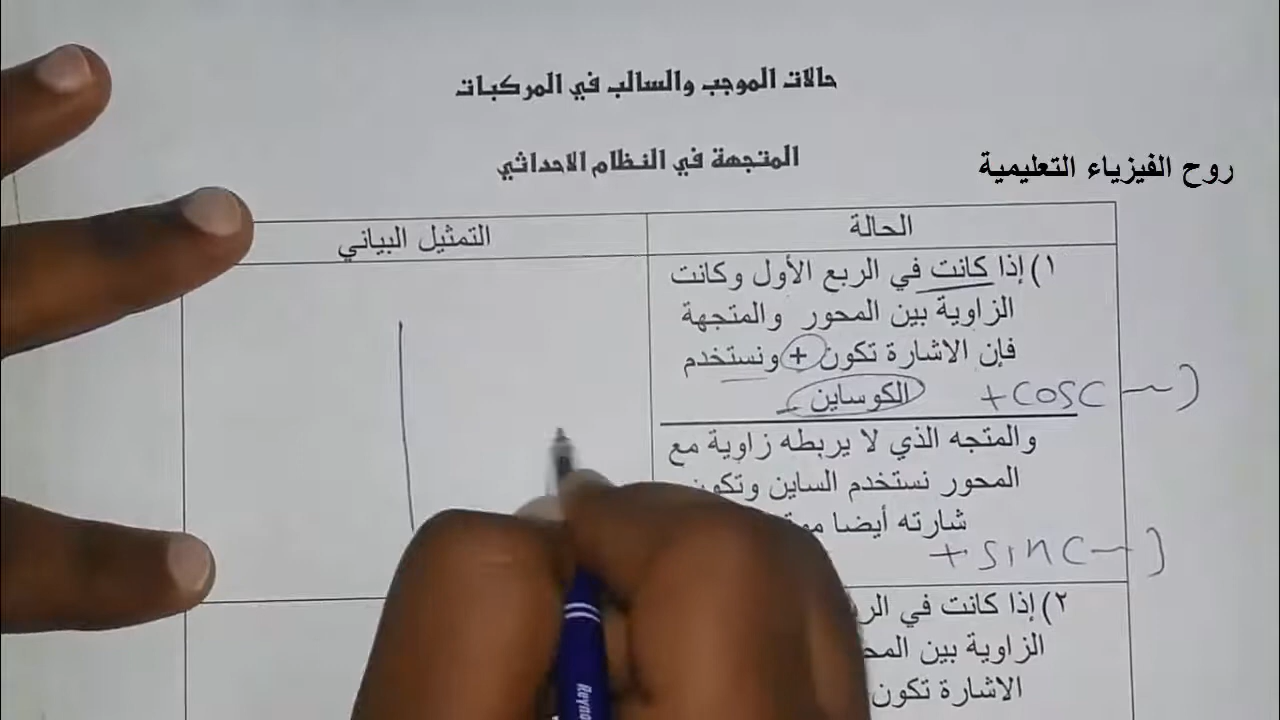 حالات الموجب والسالب في المركبات
المتجهة في النظام الاحداثي
روح الفيزياء التعليمية
الحالة
التمثيل البياني
١) إذا كانت في الربع الأول وكانت
الزاوية بين المحور والمتجهة
فإن الاشارة تكون + ونستخدم
الكوساين
+cosc ~ )
والمتجه الذي لا يربطه زاوية مع
المحور نستخدم الساين وتكون
شارته أيضا
+sinc ~ )
٢) إذا كانت في
الزاوية بين
الاشارة تكون